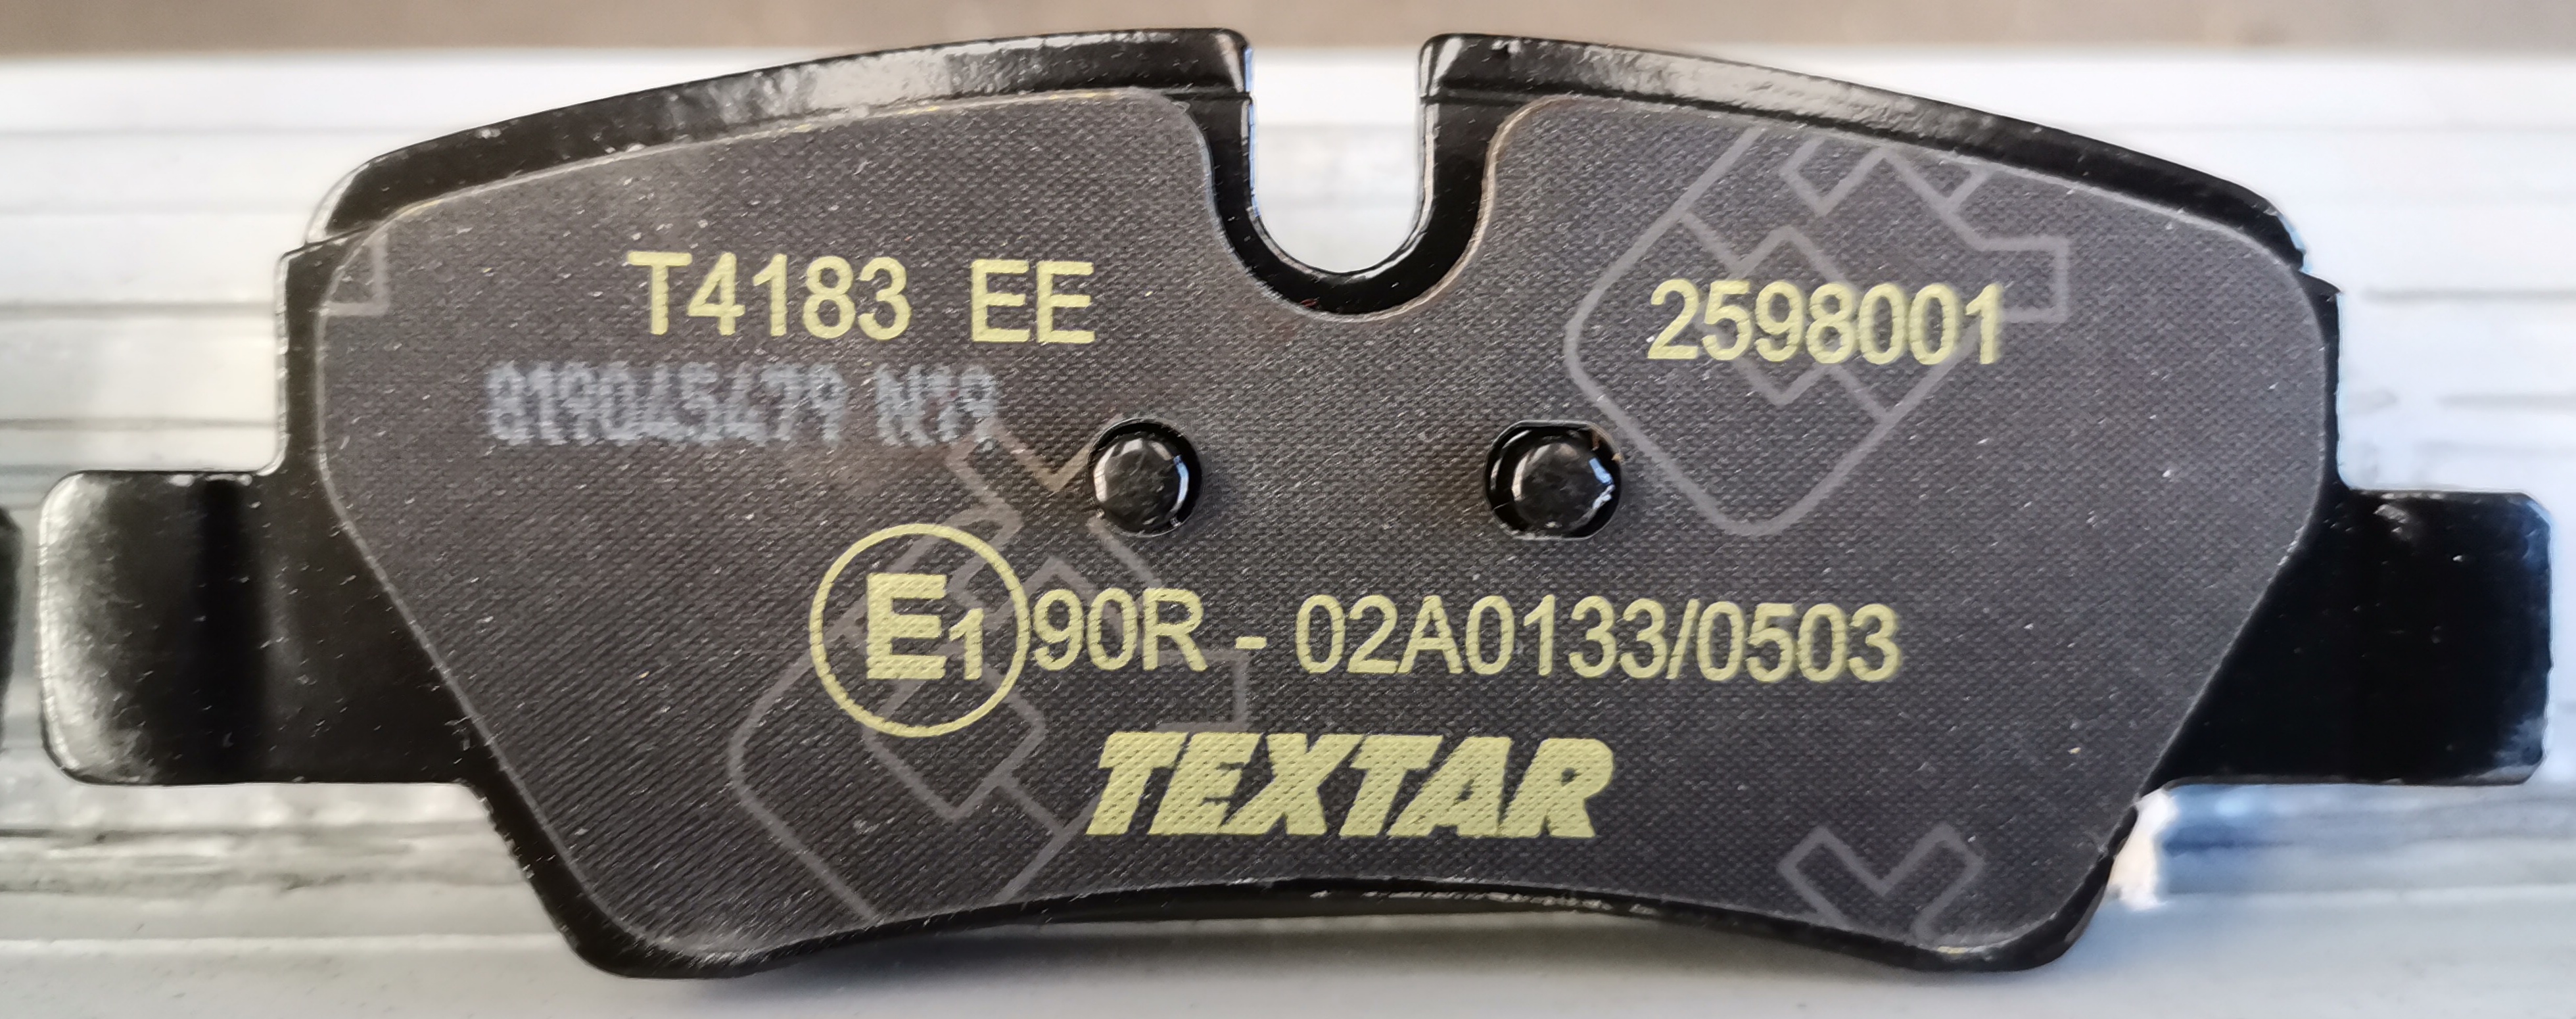 T4183 EE
2598001
819045479 N19
E1 90R - 02A0133/0503
TEXTAR